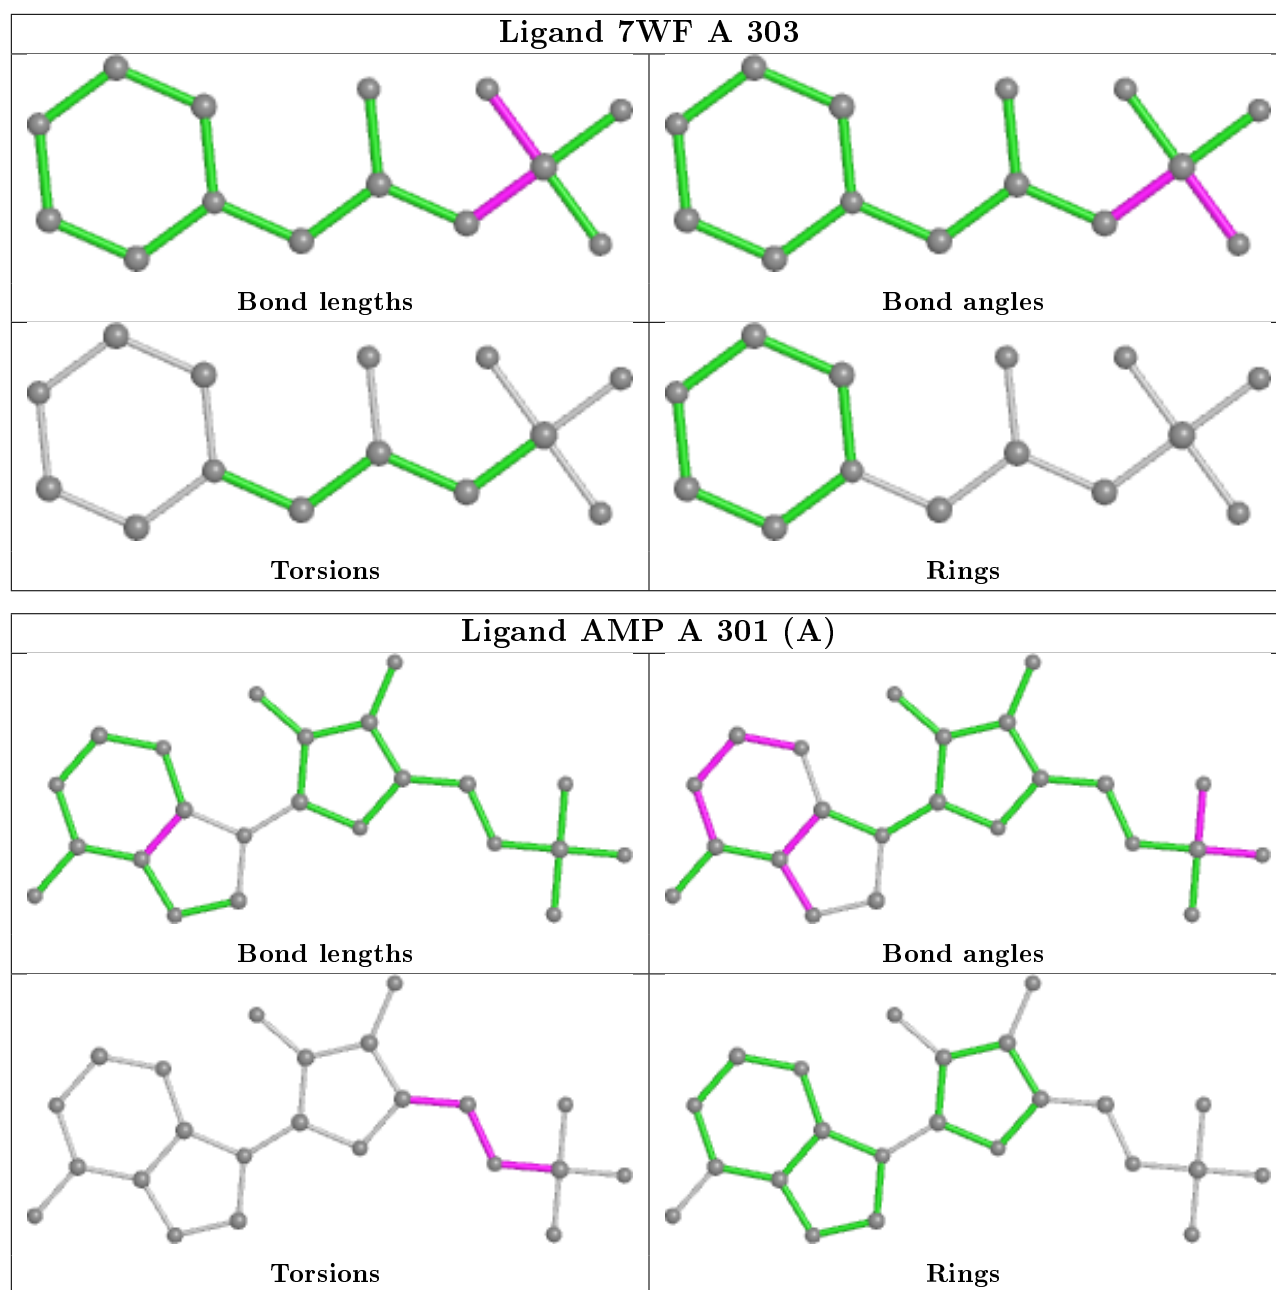 Ligand 7WF A 303
Bond lengths
Bond angles
Torsions
Rings
Ligand AMP A 301 (A)
Bond lengths
Bond angles
Torsions
Rings